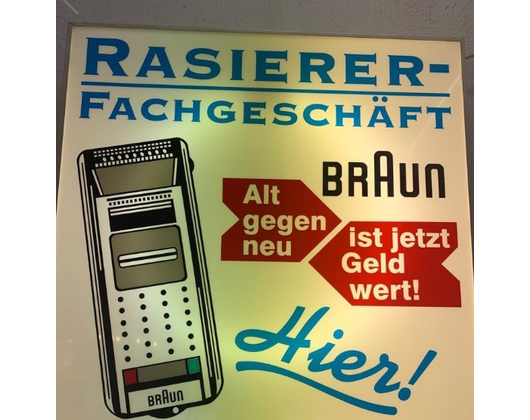 RASIERER-
FACHGESCHÄFT
BRAUN
Alt
gegen
neu
ist jetzt
Geld
wert!
Hier!
BRAUN